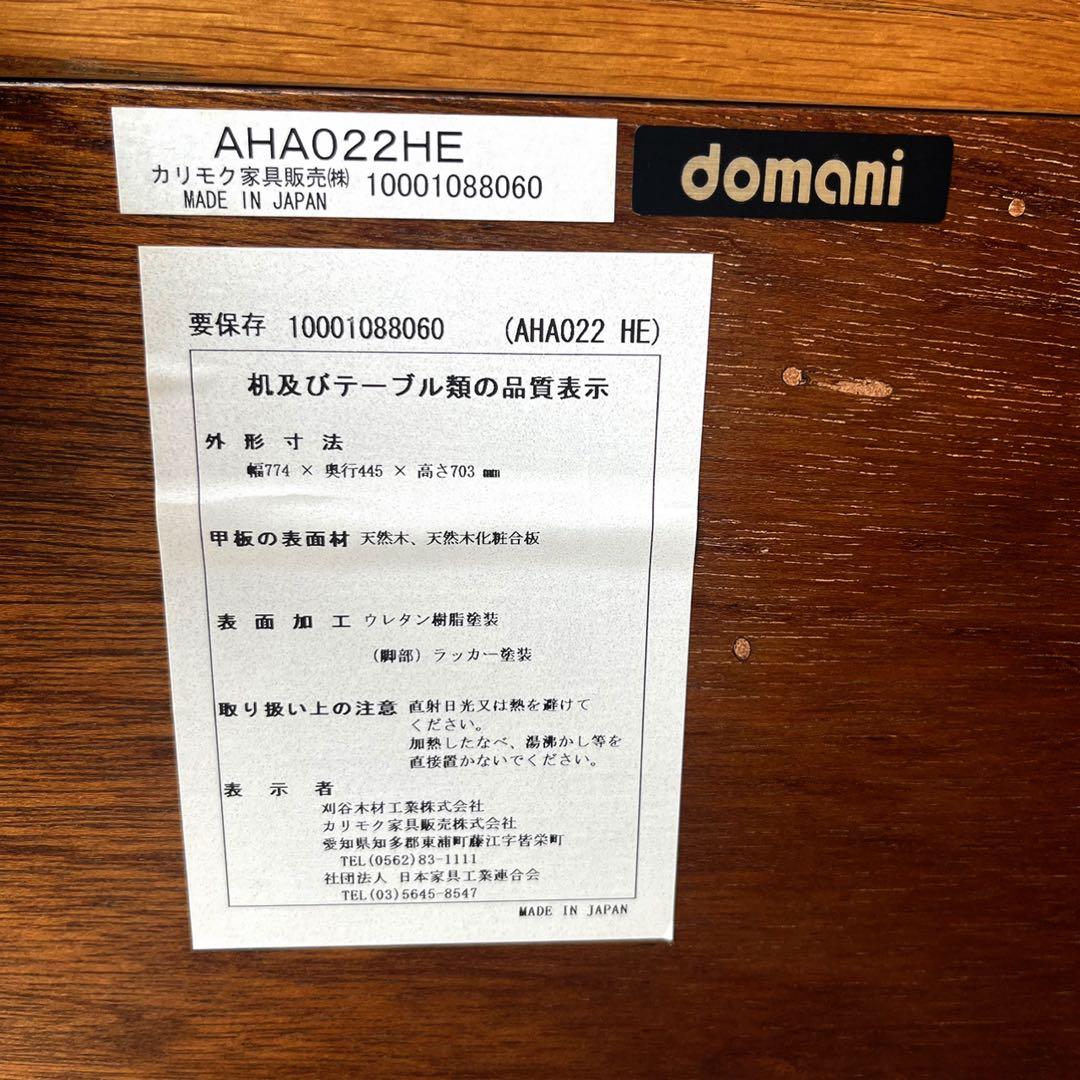 AHA022HE
カリモク家具販売㈱ 10001088060
MADE IN JAPAN
domani
要保存 10001088060 (AHA022 HE)
机及びテーブル類の品質表示
外形寸法
幅774 × 奥行445 × 高さ703 mm
甲板の表面材 天然木、天然木化粧合板
表面加工 ウレタン樹脂塗装
(脚部) ラッカー塗装
取り扱い上の注意 直射日光又は熱を避けて
ください。
加熱したなべ、湯沸かし等を
直接置かないでください。
表示者
刈谷木材工業株式会社
カリモク家具販売株式会社
愛知県知多郡東浦町藤江字皆栄町
TEL(0562)83-1111
社団法人 日本家具工業連合会
TEL(03)5645-8547
MADE IN JAPAN